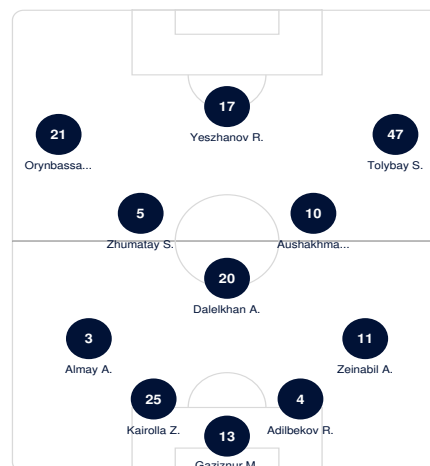 17
Yeszhanov R.
21
Orynbassa...
47
Tolybay S.
5
Zhumatay S.
10
Aushakhma...
20
Dalelkhan A.
3
Almay A.
11
Zeinabil A.
25
Kairolla Z.
4
Adilbekov R.
13
Gaziznur M.